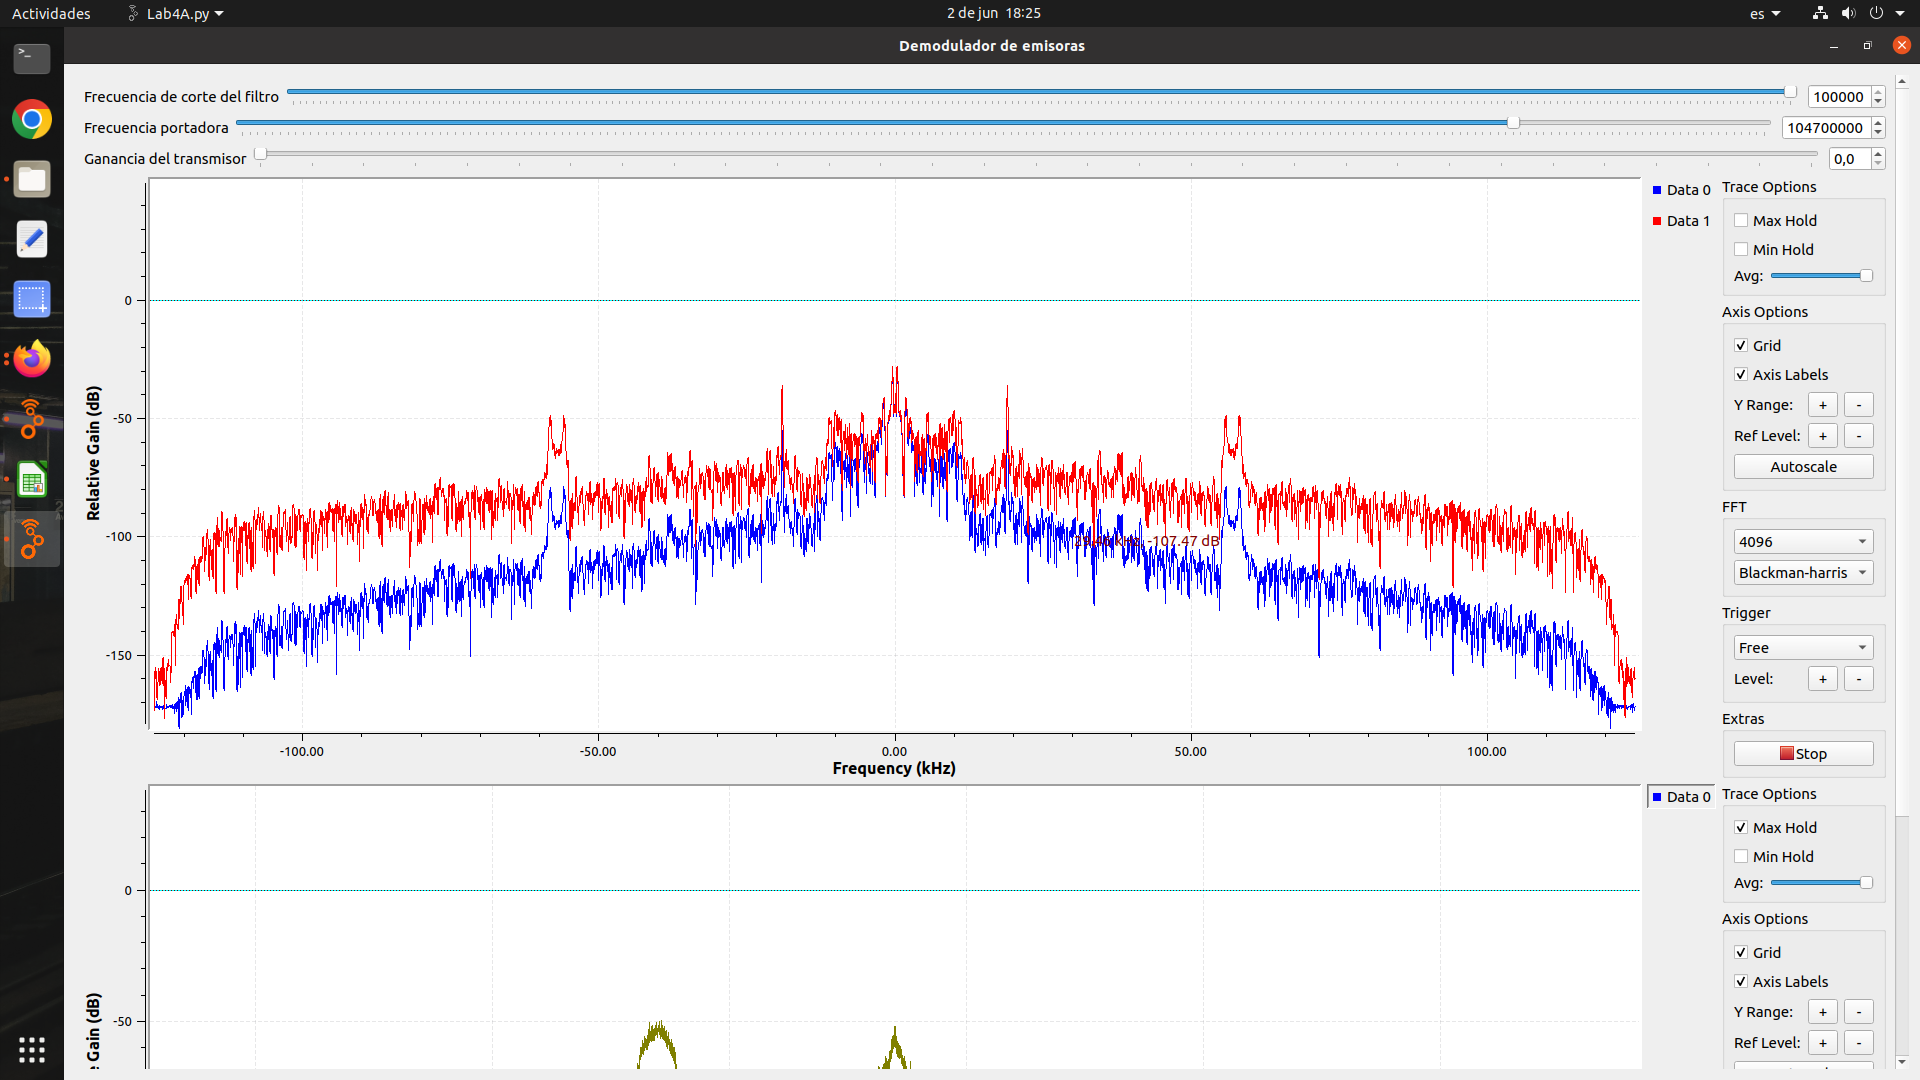 Actividades
Lab4A.py
2 de jun 18:25
es
Demodulador de emisoras
Frecuencia de corte del filtro
100000
Frecuencia portadora
104700000
Ganancia del transmisor
0,0
Relative Gain (dB)
0
-50
-100
-150
-107.47 dB
-100.00
-50.00
0.00
50.00
100.00
Frequency (kHz)
Data 0
Data 1
Trace Options
Max Hold
Min Hold
Avg:
Axis Options
Grid
Axis Labels
Y Range:
+
-
Ref Level:
+
-
Autoscale
FFT
4096
Blackman-harris
Trigger
Free
Level:
+
-
Extras
Stop
0
-50
Gain (dB)
Data 0
Trace Options
Max Hold
Min Hold
Avg:
Axis Options
Grid
Axis Labels
Y Range:
+
-
Ref Level:
+
-